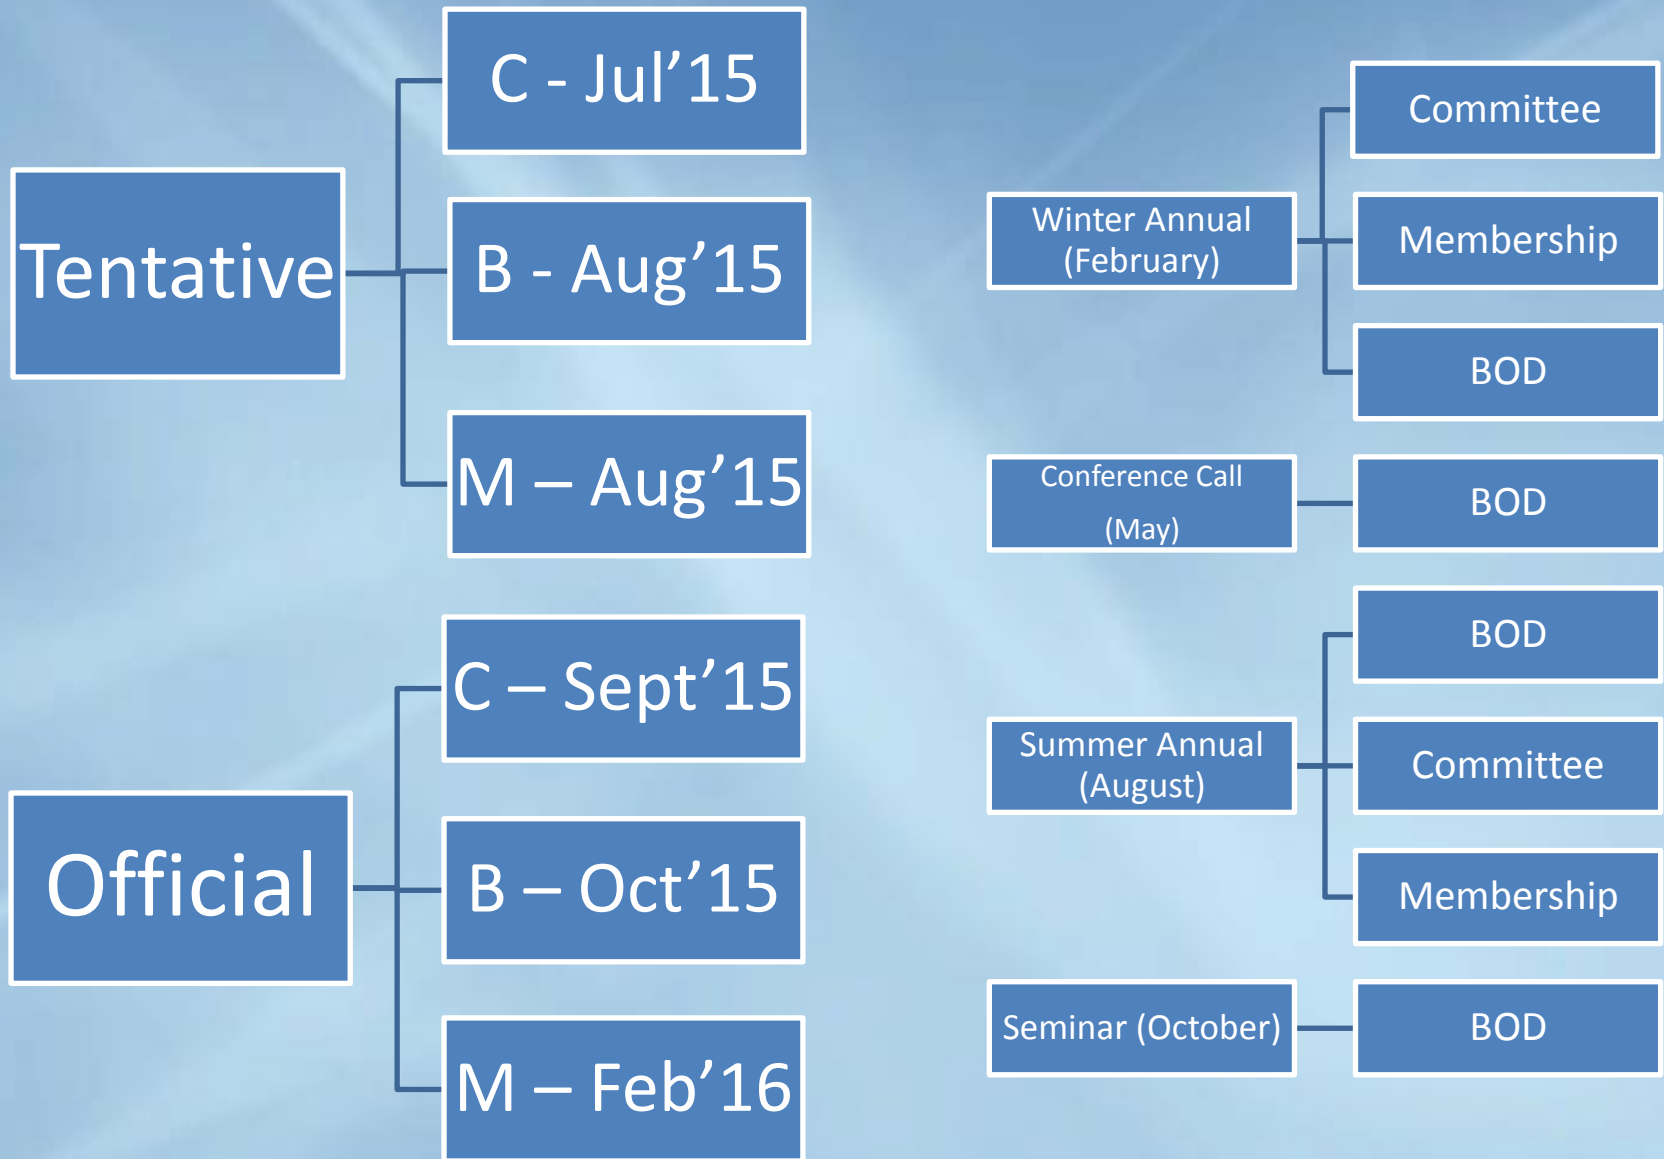 Tentative
C - Jul’15
B - Aug’15
M – Aug’15
Official
C – Sept’15
B – Oct’15
M – Feb’16
Winter Annual
(February)
Committee
Membership
BOD
Conference Call
(May)
BOD
Summer Annual
(August)
BOD
Committee
Membership
Seminar (October)
BOD